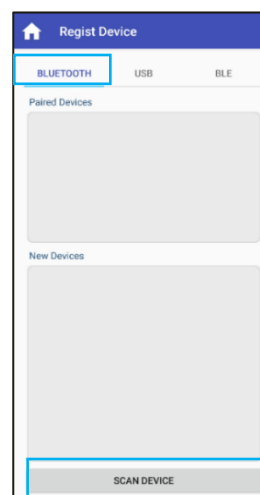 Regist Device
BLUETOOTH USB BLE
Paired Devices
New Devices
SCAN DEVICE